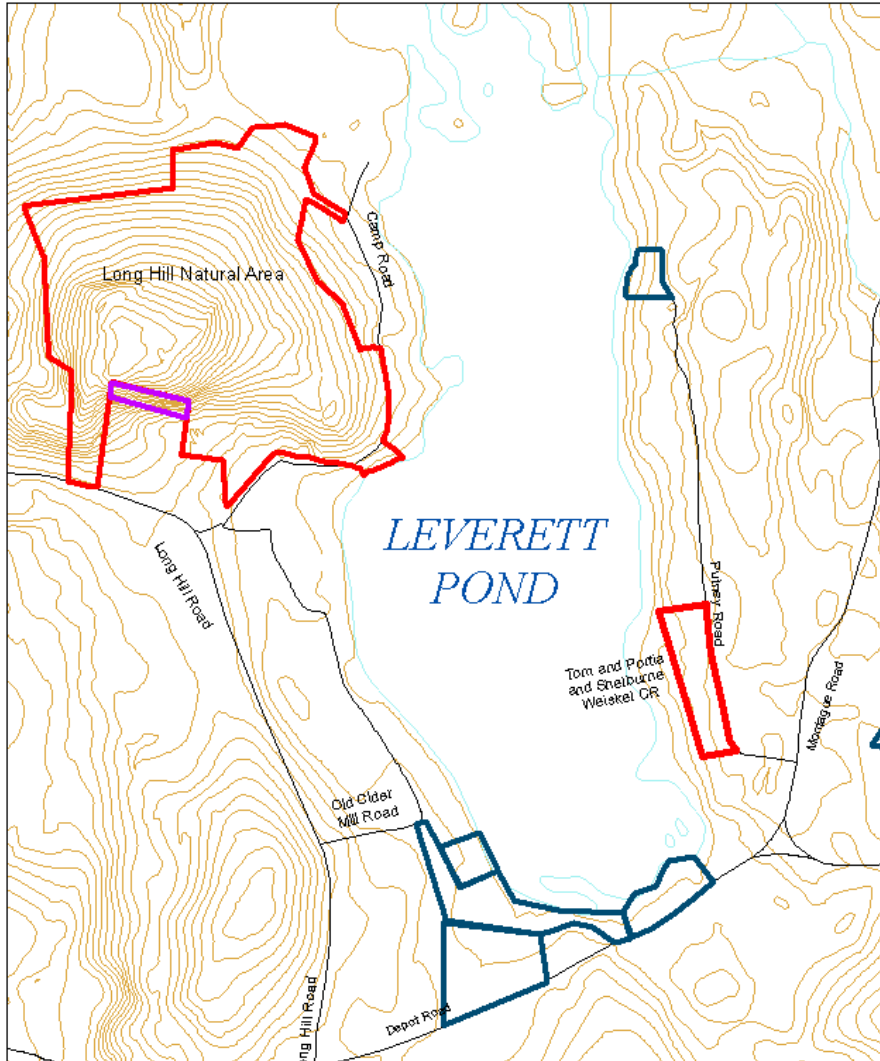 Camp Road
Long Hill Natural Area
LEVERETT
POND
Long Hill Road
Putney Road
Tom and Portia
and Shelburne
Weiskel CR
Montague Road
Old Cider
Mill Road
Depot Road
ng Hill Road